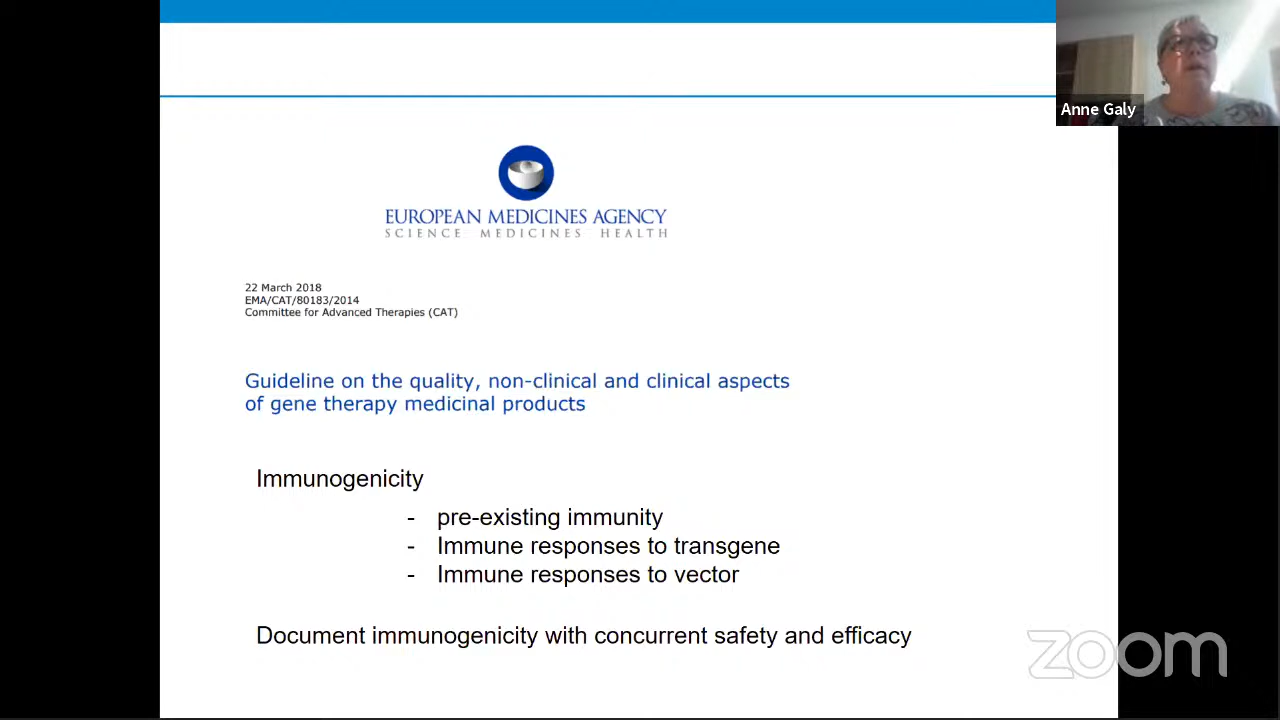 Anne Galy
EUROPEAN MEDICINES AGENCY
SCIENCE MEDICINES HEALTH
22 March 2018
EMA/CAT/80183/2014
Committee for Advanced Therapies (CAT)
Guideline on the quality, non-clinical and clinical aspects
of gene therapy medicinal products
Immunogenicity
- pre-existing immunity
- Immune responses to transgene
- Immune responses to vector
Document immunogenicity with concurrent safety and efficacy
zoom